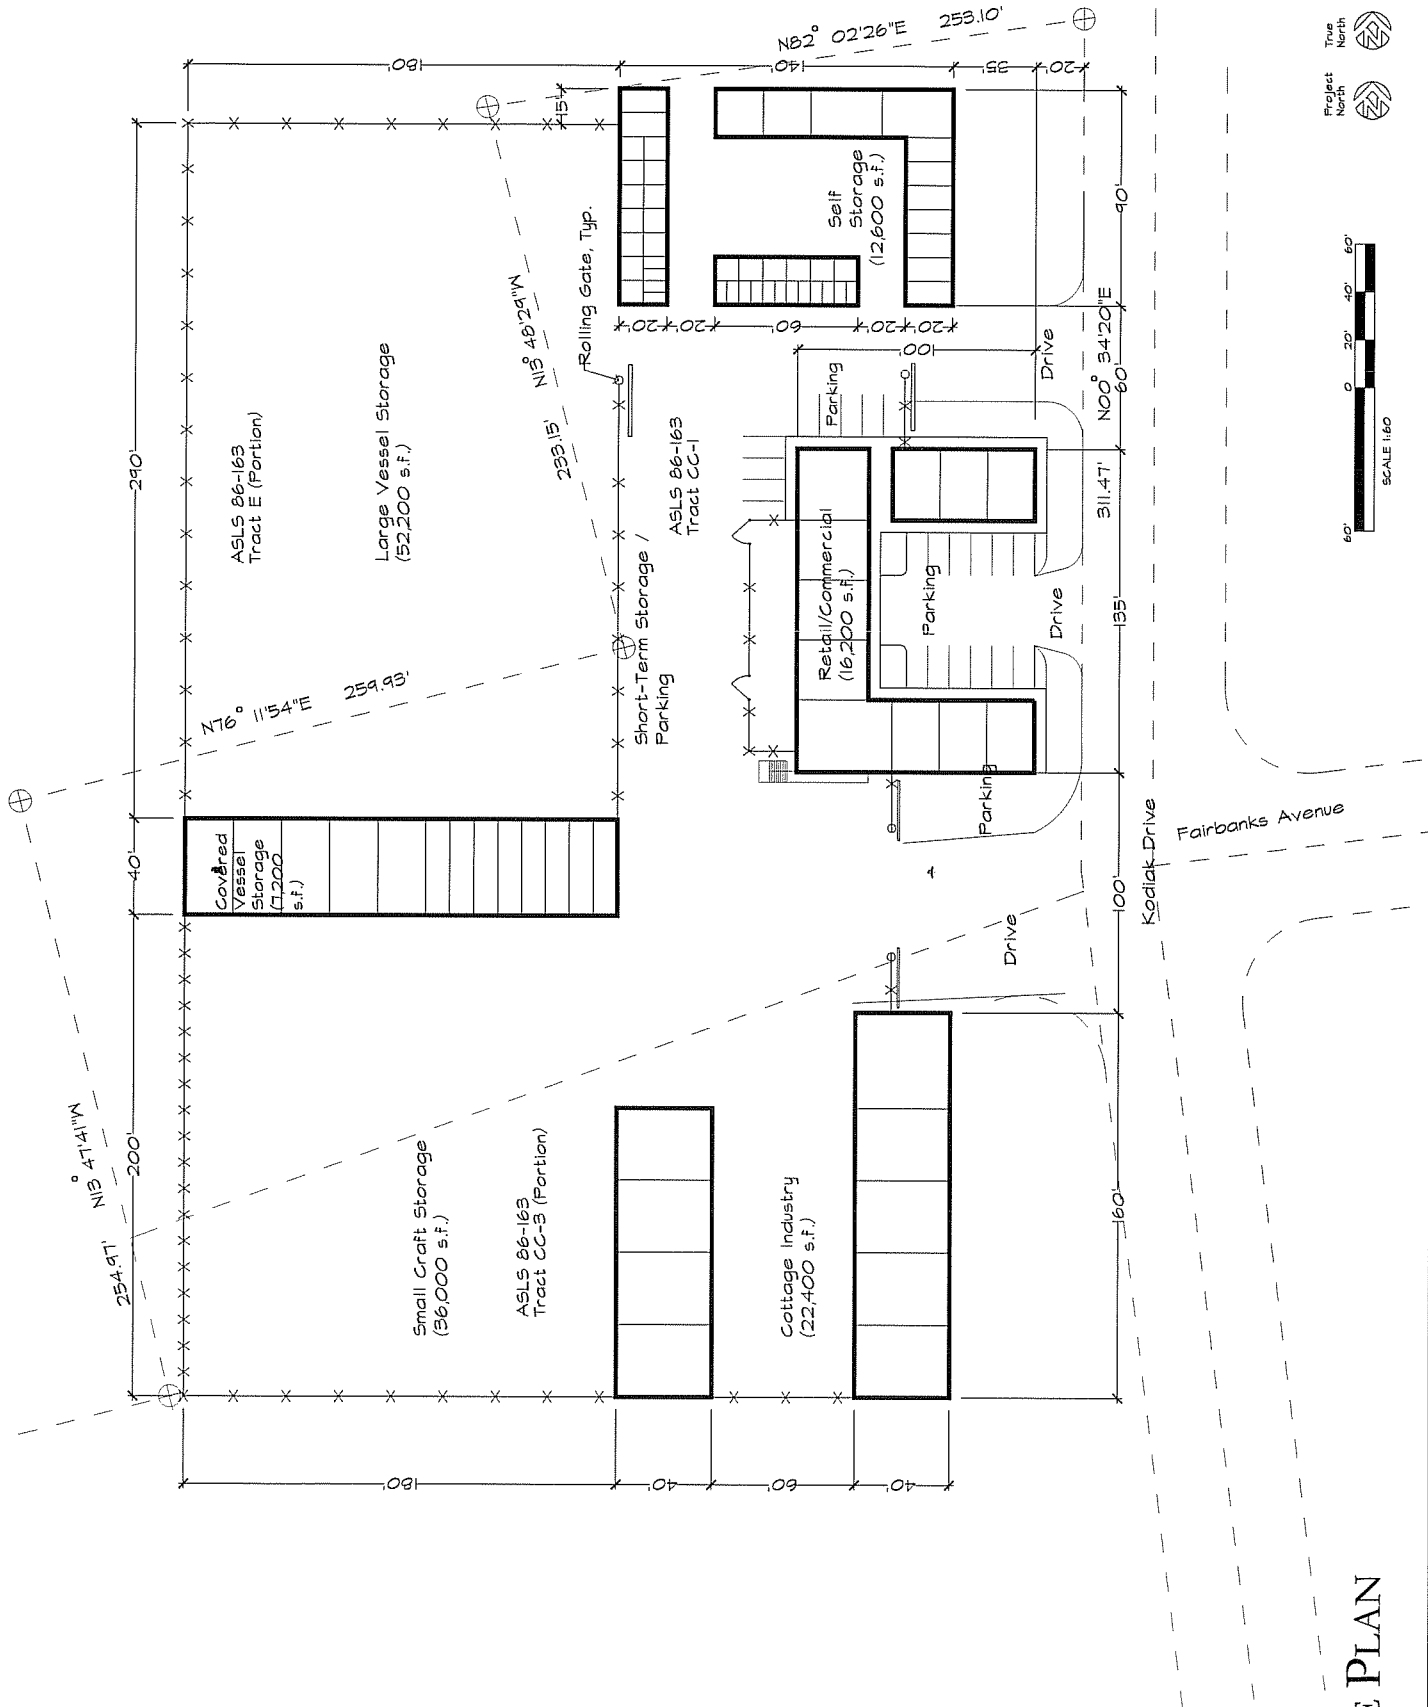 N82° 02'26"E 253.10'
180'
140'
35'
20'
15'
290'
ASLS 86-163
Tract E (Portion)
Large Vessel Storage
(52,200 s.f.)
N13° 48'29"W
233.15'
Rolling Gate, Typ.
Self
Storage
(12,600 s.f.)
90'
20'
20'
60'
20'
20'
100'
Parking
Drive
N00° 34'20"E
60'
311.47'
ASLS 86-163
Tract CC-1
Short-Term Storage /
Parking
Retail/Commercial
(16,200 s.f.)
Parking
Drive
135'
N76° 11'54"E 259.93'
Parking
40'
Covered
Vessel
Storage
(7,200
s.f.)
100'
Drive
Kodiak Drive
Fairbanks Avenue
N13° 47'41"W
254.97'
200'
Small Craft Storage
(36,000 s.f.)
ASLS 86-163
Tract CC-3 (Portion)
Cottage Industry
(22,400 s.f.)
160'
180'
40'
60'
40'
True
North
Project
North
60'
20'
0
40'
60'
SCALE 1:60
E PLAN